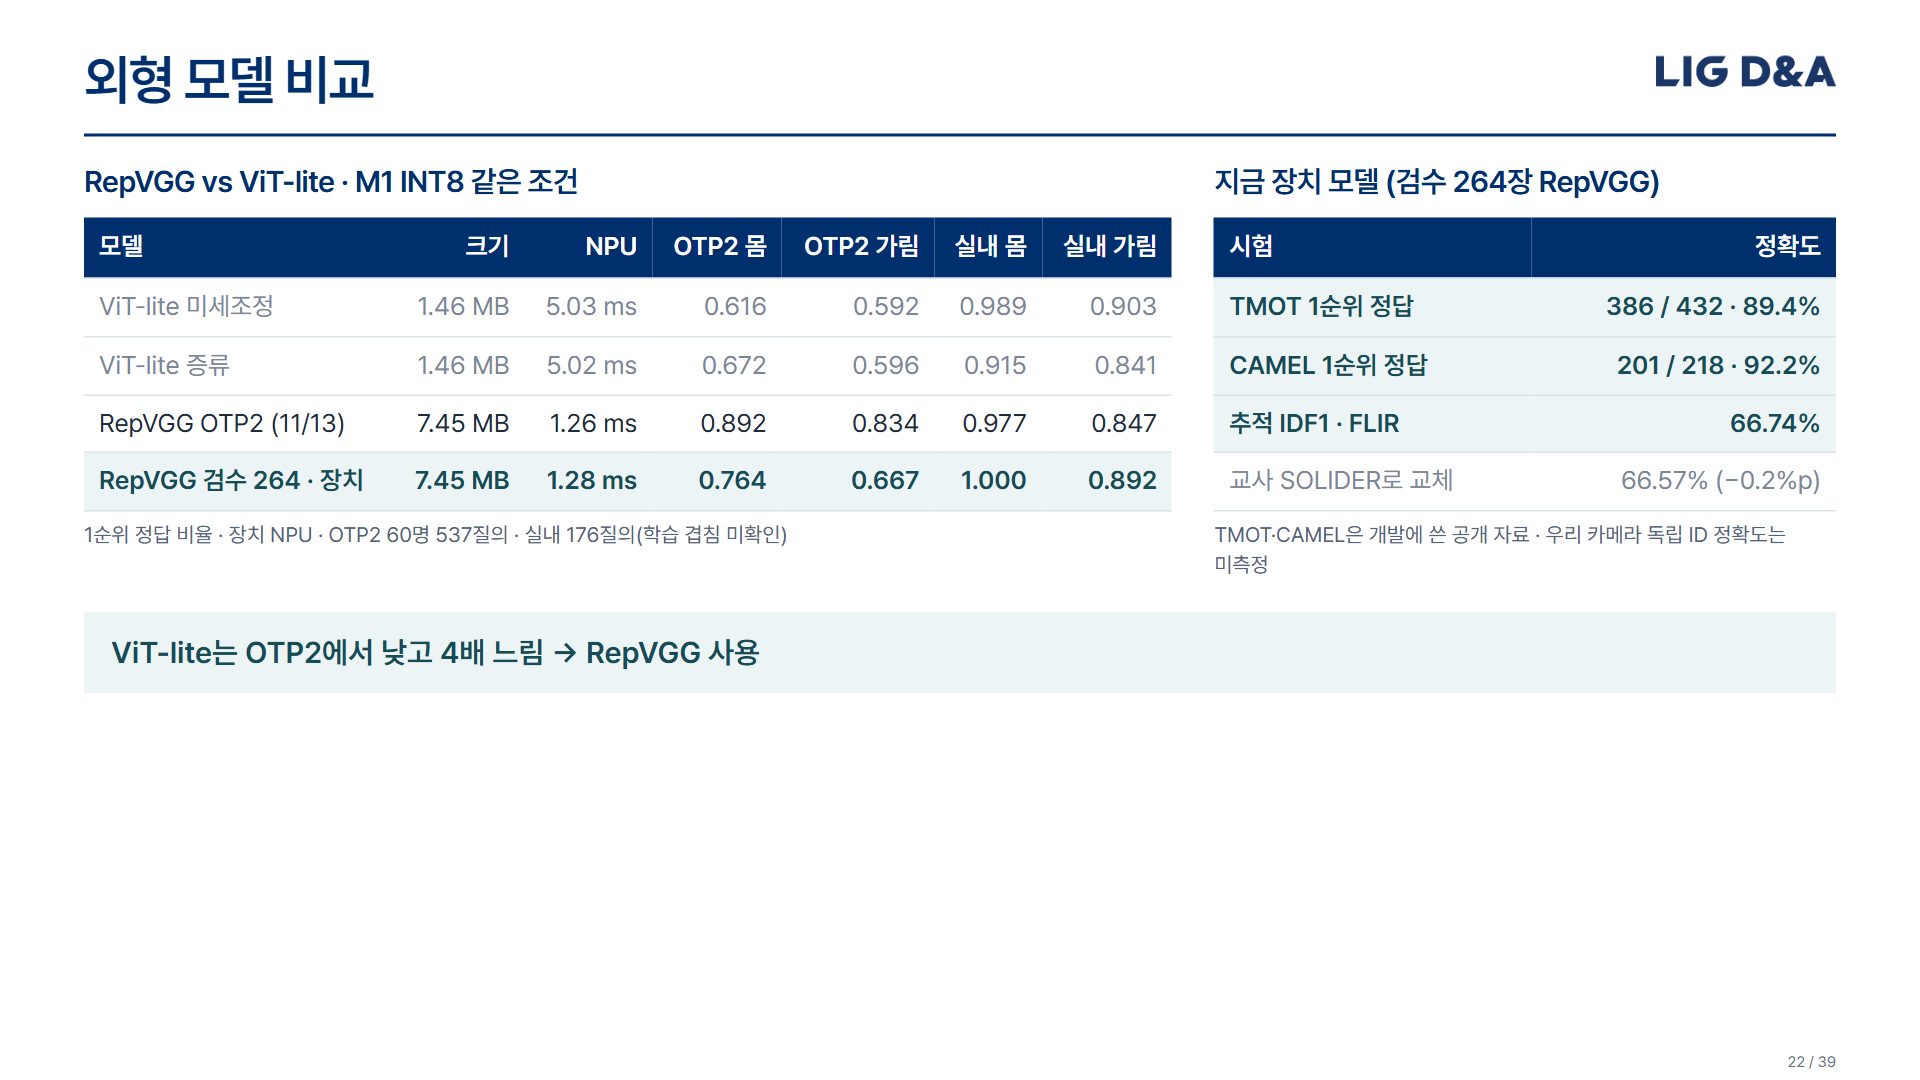 외형 모델 비교
LIG D&A
RepVGG vs ViT-lite · M1 INT8 같은 조건
모델 크기 NPU OTP2 몸 OTP2 가림 실내 몸 실내 가림
ViT-lite 미세조정 1.46 MB 5.03 ms 0.616 0.592 0.989 0.903
ViT-lite 증류 1.46 MB 5.02 ms 0.672 0.596 0.915 0.841
RepVGG OTP2 (11/13) 7.45 MB 1.26 ms 0.892 0.834 0.977 0.847
RepVGG 검수 264 · 장치 7.45 MB 1.28 ms 0.764 0.667 1.000 0.892
1순위 정답 비율 · 장치 NPU · OTP2 60명 537질의 · 실내 176질의(학습 겹침 미확인)
지금 장치 모델 (검수 264장 RepVGG)
시험 정확도
TMOT 1순위 정답 386 / 432 · 89.4%
CAMEL 1순위 정답 201 / 218 · 92.2%
추적 IDF1 · FLIR 66.74%
교사 SOLIDER로 교체 66.57% (−0.2%p)
TMOT·CAMEL은 개발에 쓴 공개 자료 · 우리 카메라 독립 ID 정확도는
미측정
ViT-lite는 OTP2에서 낮고 4배 느림 → RepVGG 사용
22 / 39